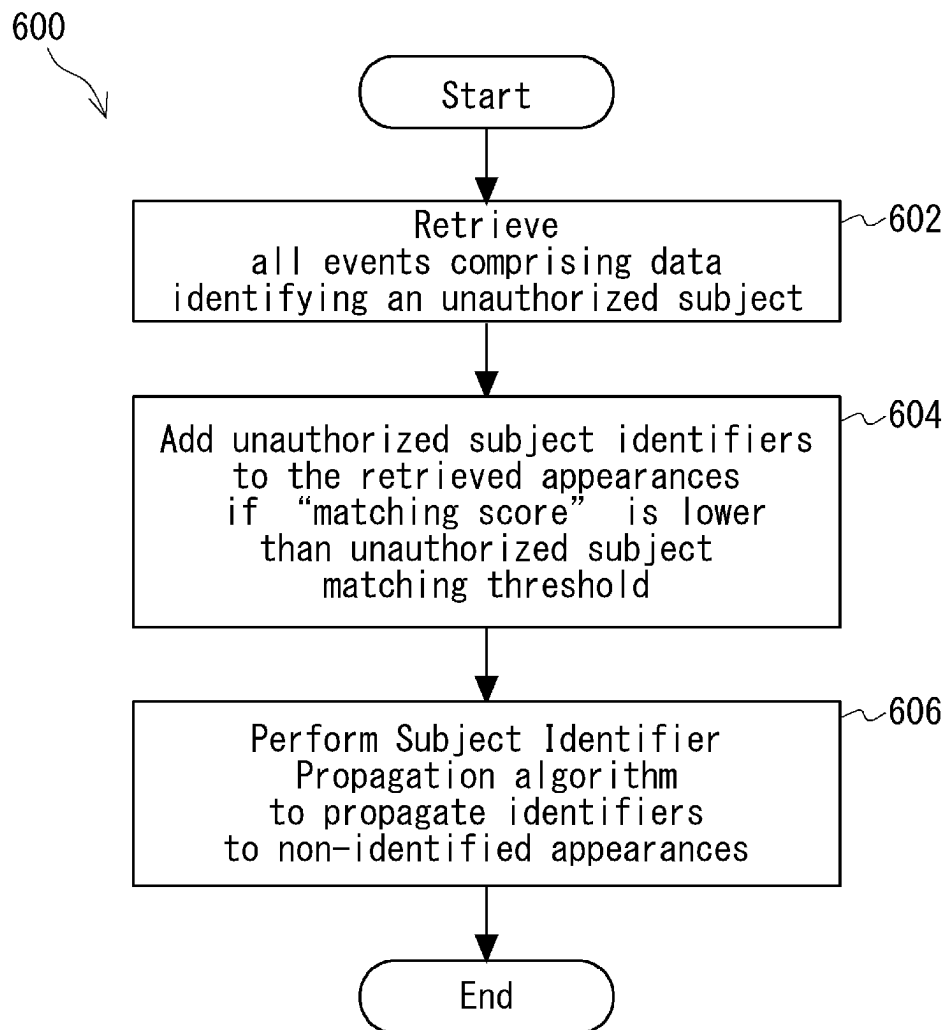 600
Start
Retrieve
all events comprising data
identifying an unauthorized subject
602
Add unauthorized subject identifiers
to the retrieved appearances
if “matching score” is lower
than unauthorized subject
matching threshold
604
Perform Subject Identifier
Propagation algorithm
to propagate identifiers
to non-identified appearances
606
End